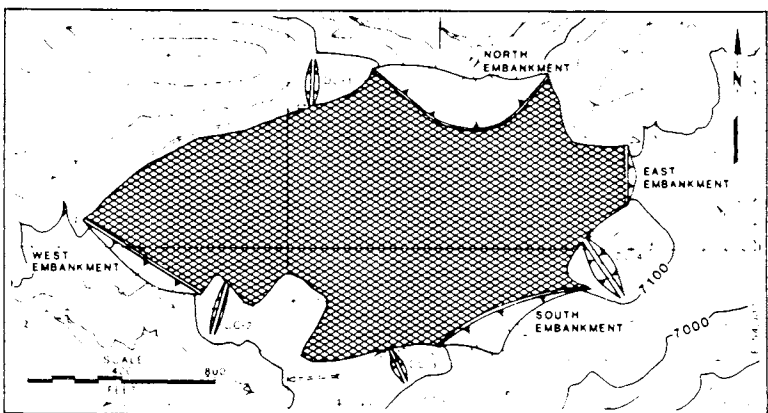 NORTH
EMBANKMENT
N
EAST
EMBANKMENT
WEST
EMBANKMENT
7100
SOUTH
EMBANKMENT
7000
SCALE
800
FEET